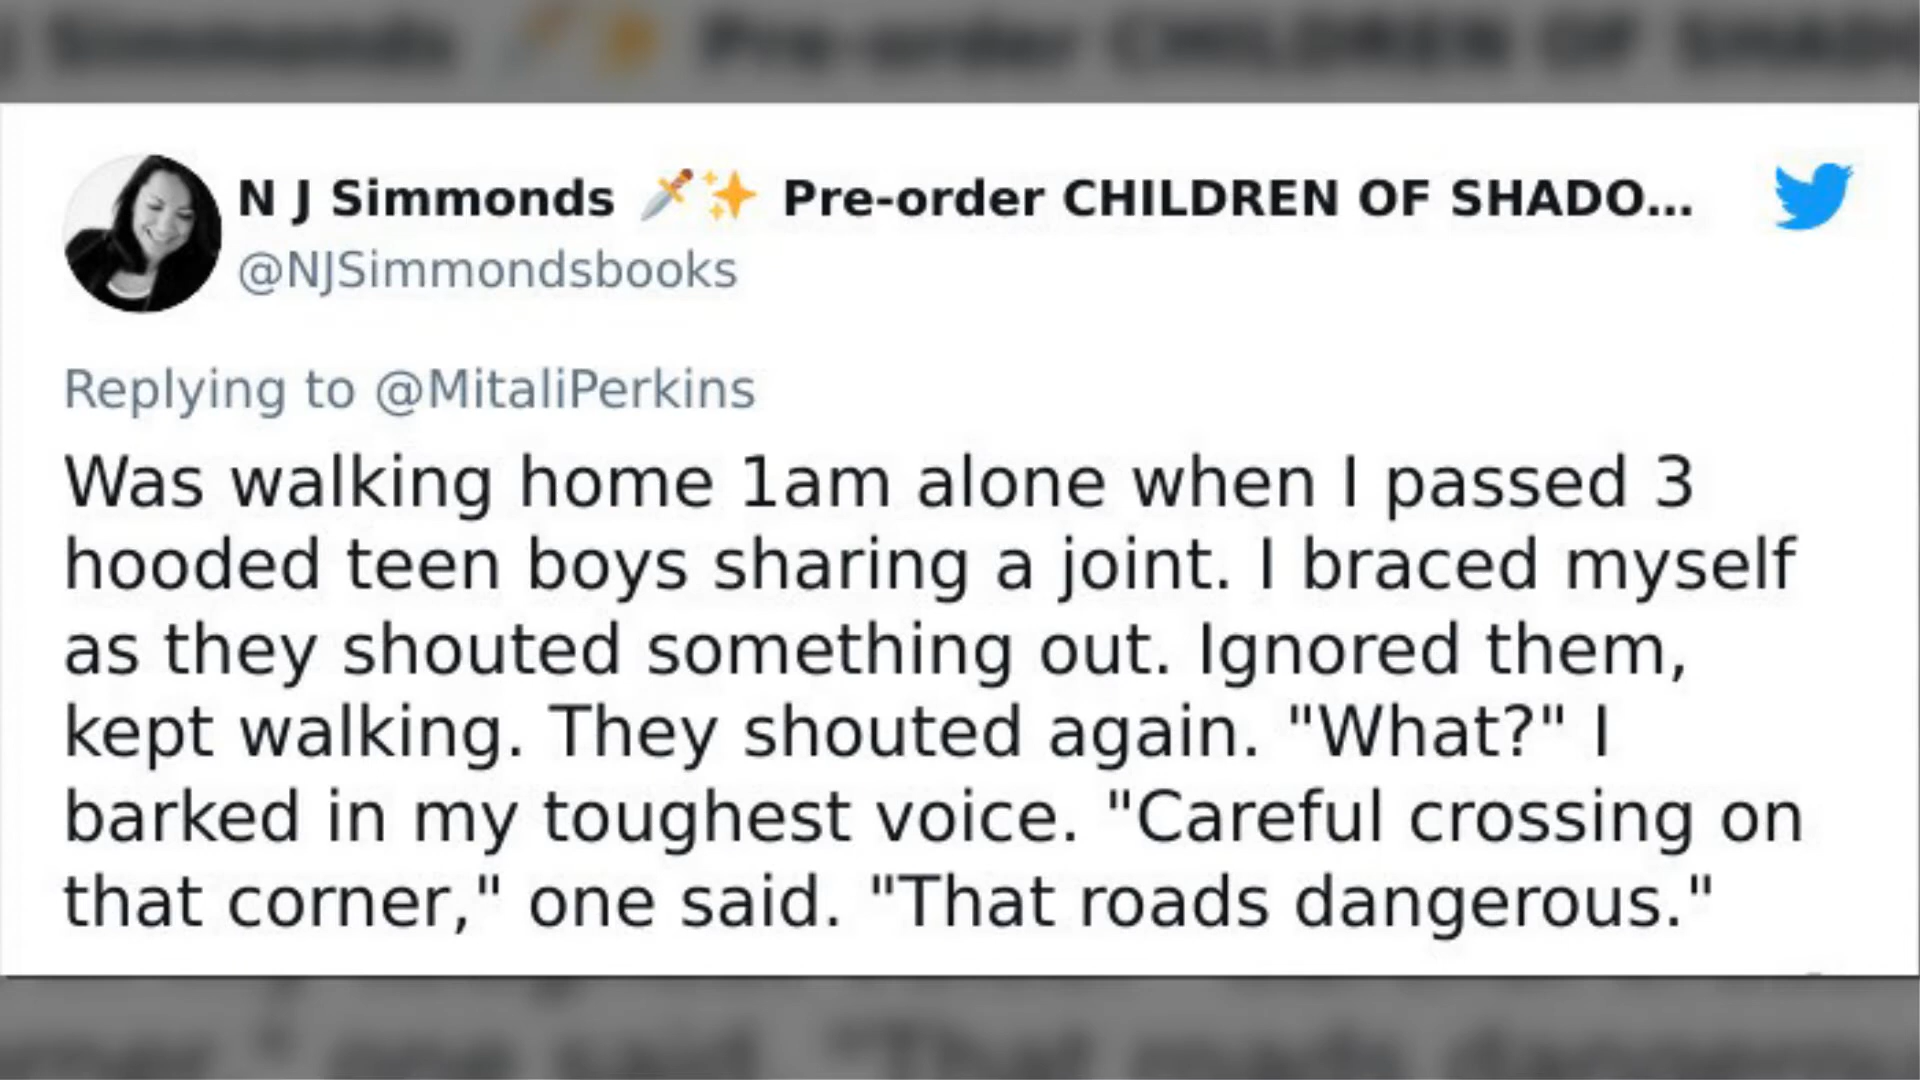 N J Simmonds 🗡️✨ Pre-order CHILDREN OF SHADO...
@NJSimmondsbooks
Replying to @MitaliPerkins
Was walking home 1am alone when I passed 3
hooded teen boys sharing a joint. I braced myself
as they shouted something out. Ignored them,
kept walking. They shouted again. "What?" I
barked in my toughest voice. "Careful crossing on
that corner," one said. "That roads dangerous."